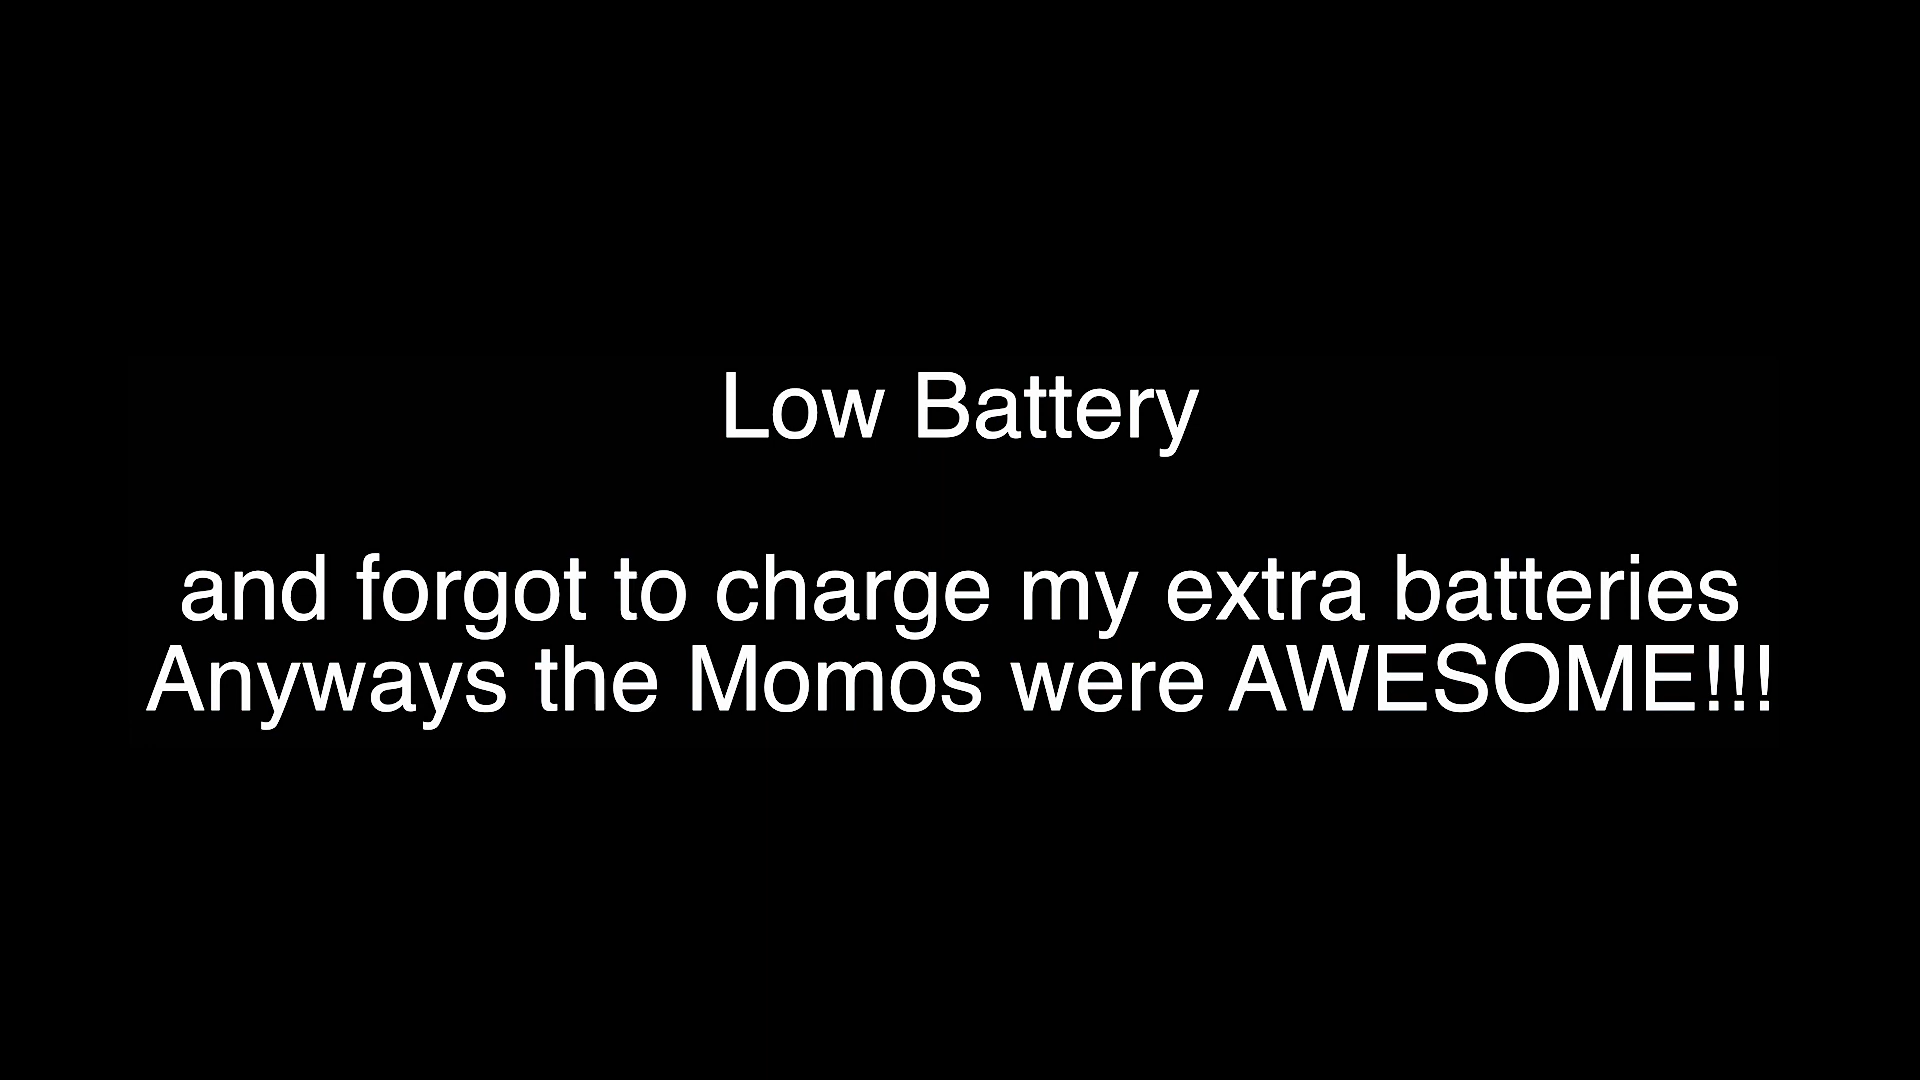 Low Battery
and forgot to charge my extra batteries
Anyways the Momos were AWESOME!!!